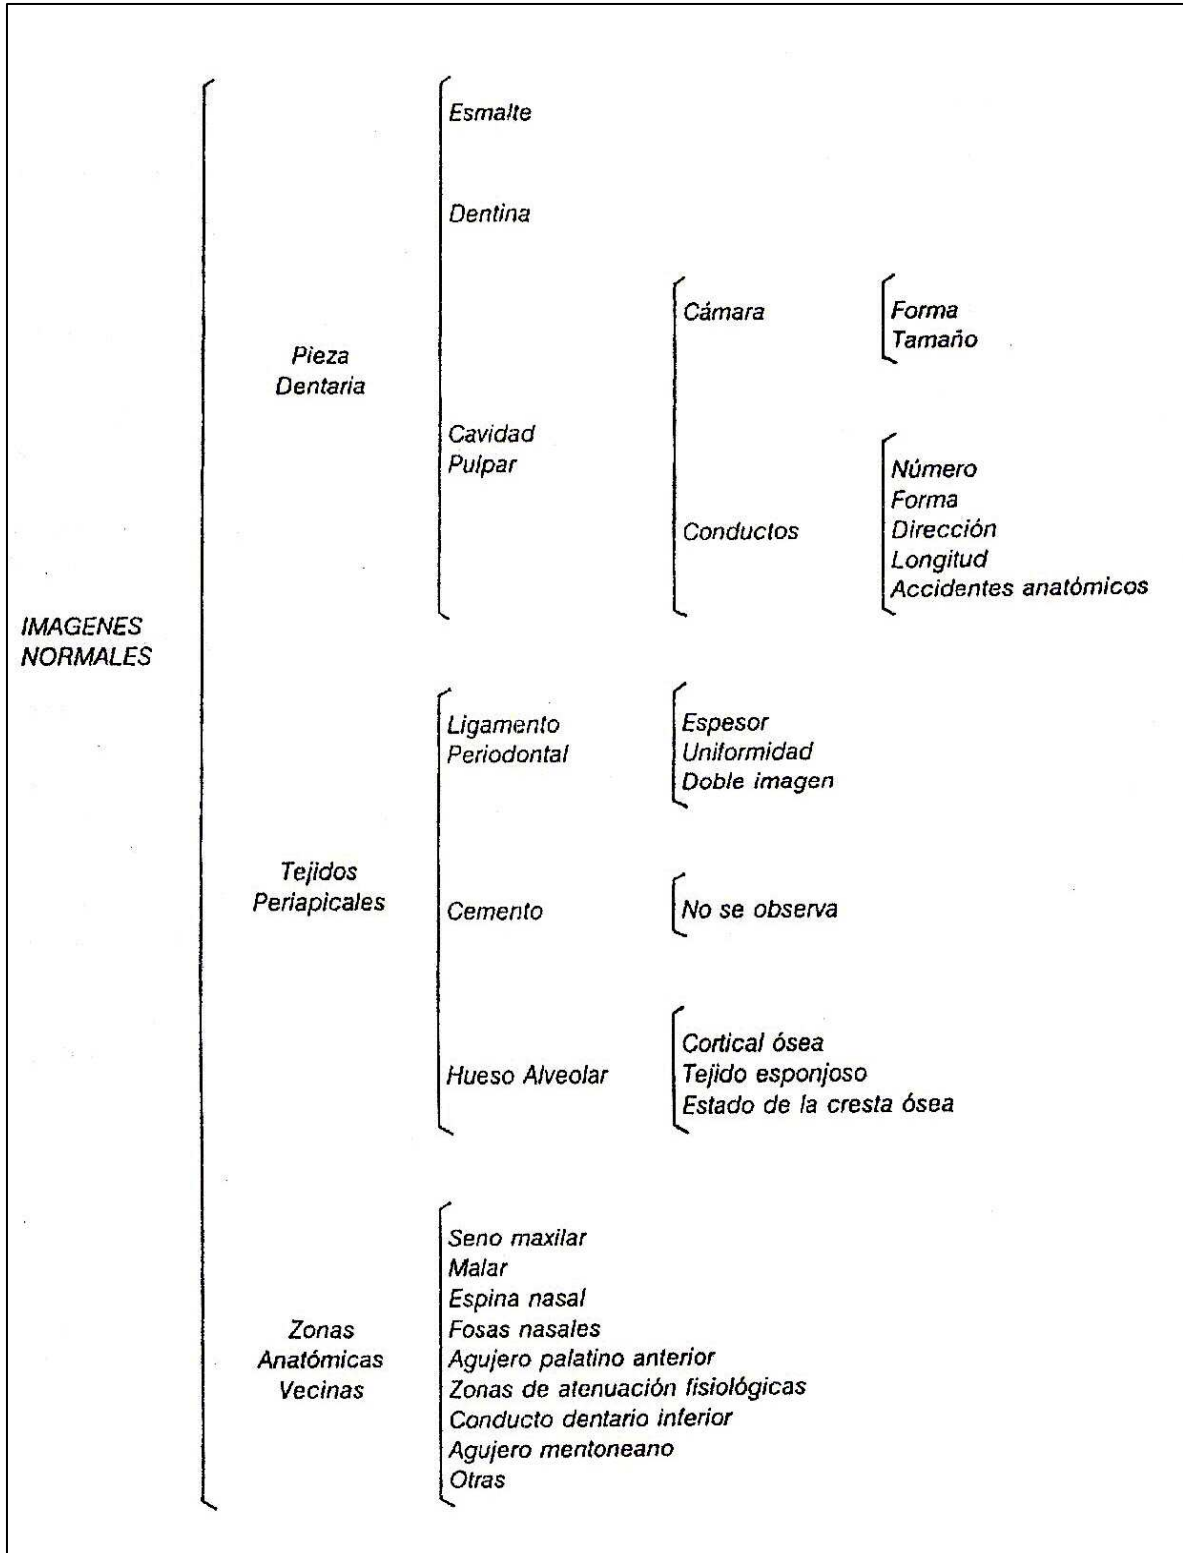 IMAGENES
NORMALES
Pieza
Dentaria
Esmalte
Dentina
Cavidad
Pulpar
Cámara
Forma
Tamaño
Conductos
Número
Forma
Dirección
Longitud
Accidentes anatómicos
Tejidos
Periapicales
Ligamento
Periodontal
Espesor
Uniformidad
Doble imagen
Cemento
No se observa
Hueso Alveolar
Cortical ósea
Tejido esponjoso
Estado de la cresta ósea
Zonas
Anatómicas
Vecinas
Seno maxilar
Malar
Espina nasal
Fosas nasales
Agujero palatino anterior
Zonas de atenuación fisiológicas
Conducto dentario inferior
Agujero mentoneano
Otras